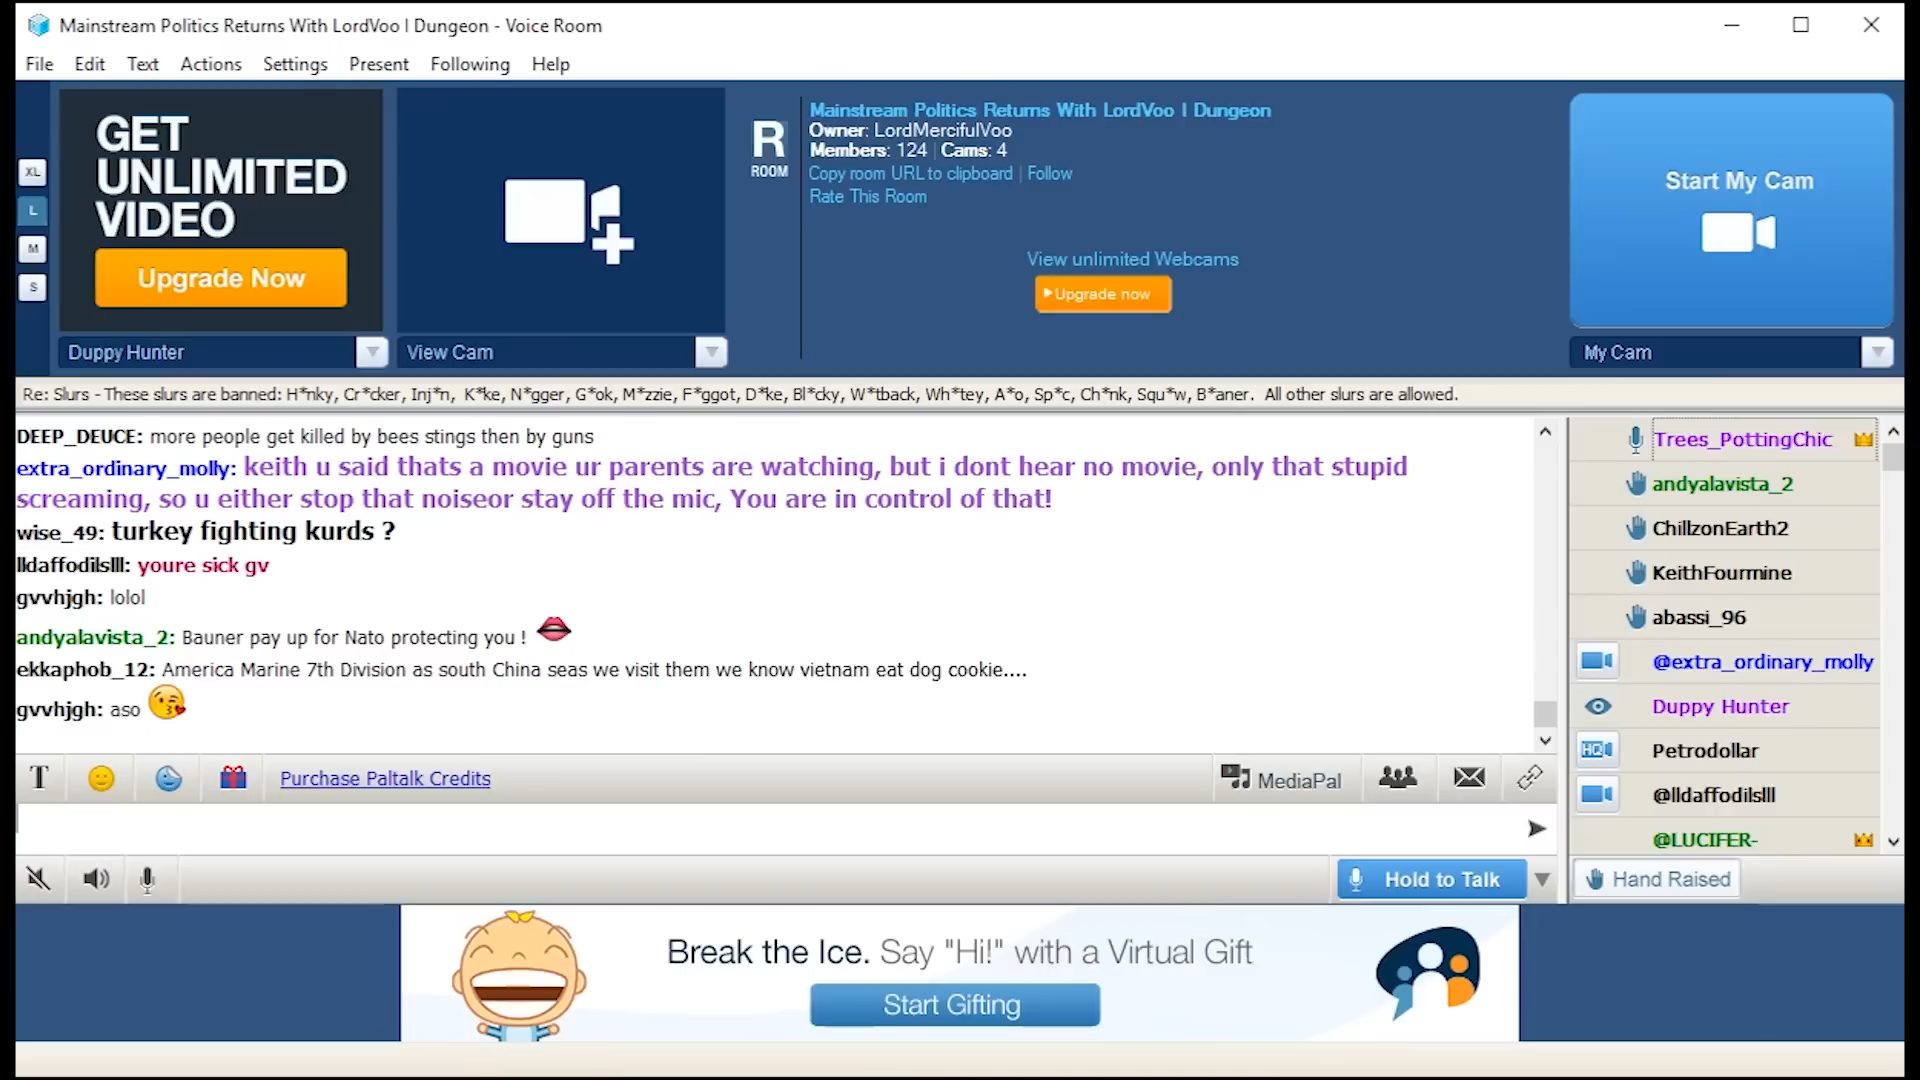 Mainstream Politics Returns With LordVoo I Dungeon - Voice Room
File Edit Text Actions Settings Present Following Help
GET
UNLIMITED
VIDEO
Upgrade Now
XL
L
M
S
Duppy Hunter
View Cam
R
ROOM
Mainstream Politics Returns With LordVoo I Dungeon
Owner: LordMercifulVoo
Members: 124 | Cams: 4
Copy room URL to clipboard | Follow
Rate This Room
View unlimited Webcams
Upgrade now
Start My Cam
My Cam
Re: Slurs - These slurs are banned: H*nky, Cr*cker, Inj*n, K*ke, N*gger, G*ok, M*zzie, F*ggot, D*ke, Bl*cky, W*tback, Wh*tey, A*o, Sp*c, Ch*nk, Squ*w, B*aner. All other slurs are allowed.
DEEP_DEUCE: more people get killed by bees stings then by guns
extra_ordinary_molly: keith u said thats a movie ur parents are watching, but i dont hear no movie, only that stupid
screaming, so u either stop that noiseor stay off the mic, You are in control of that!
wise_49: turkey fighting kurds ?
lldaffodilslll: youre sick gv
gvvhjgh: lolol
andyalavista_2: Bauner pay up for Nato protecting you !
ekkaphob_12: America Marine 7th Division as south China seas we visit them we know vietnam eat dog cookie....
gvvhjgh: aso
Trees_PottingChic
andyalavista_2
ChillzonEarth2
KeithFourmine
abassi_96
@extra_ordinary_molly
Duppy Hunter
HQ Petrodollar
@lldaffodilslll
@LUCIFER-
T
Purchase Paltalk Credits
MediaPal
Hold to Talk
Hand Raised
Break the Ice. Say "Hi!" with a Virtual Gift
Start Gifting